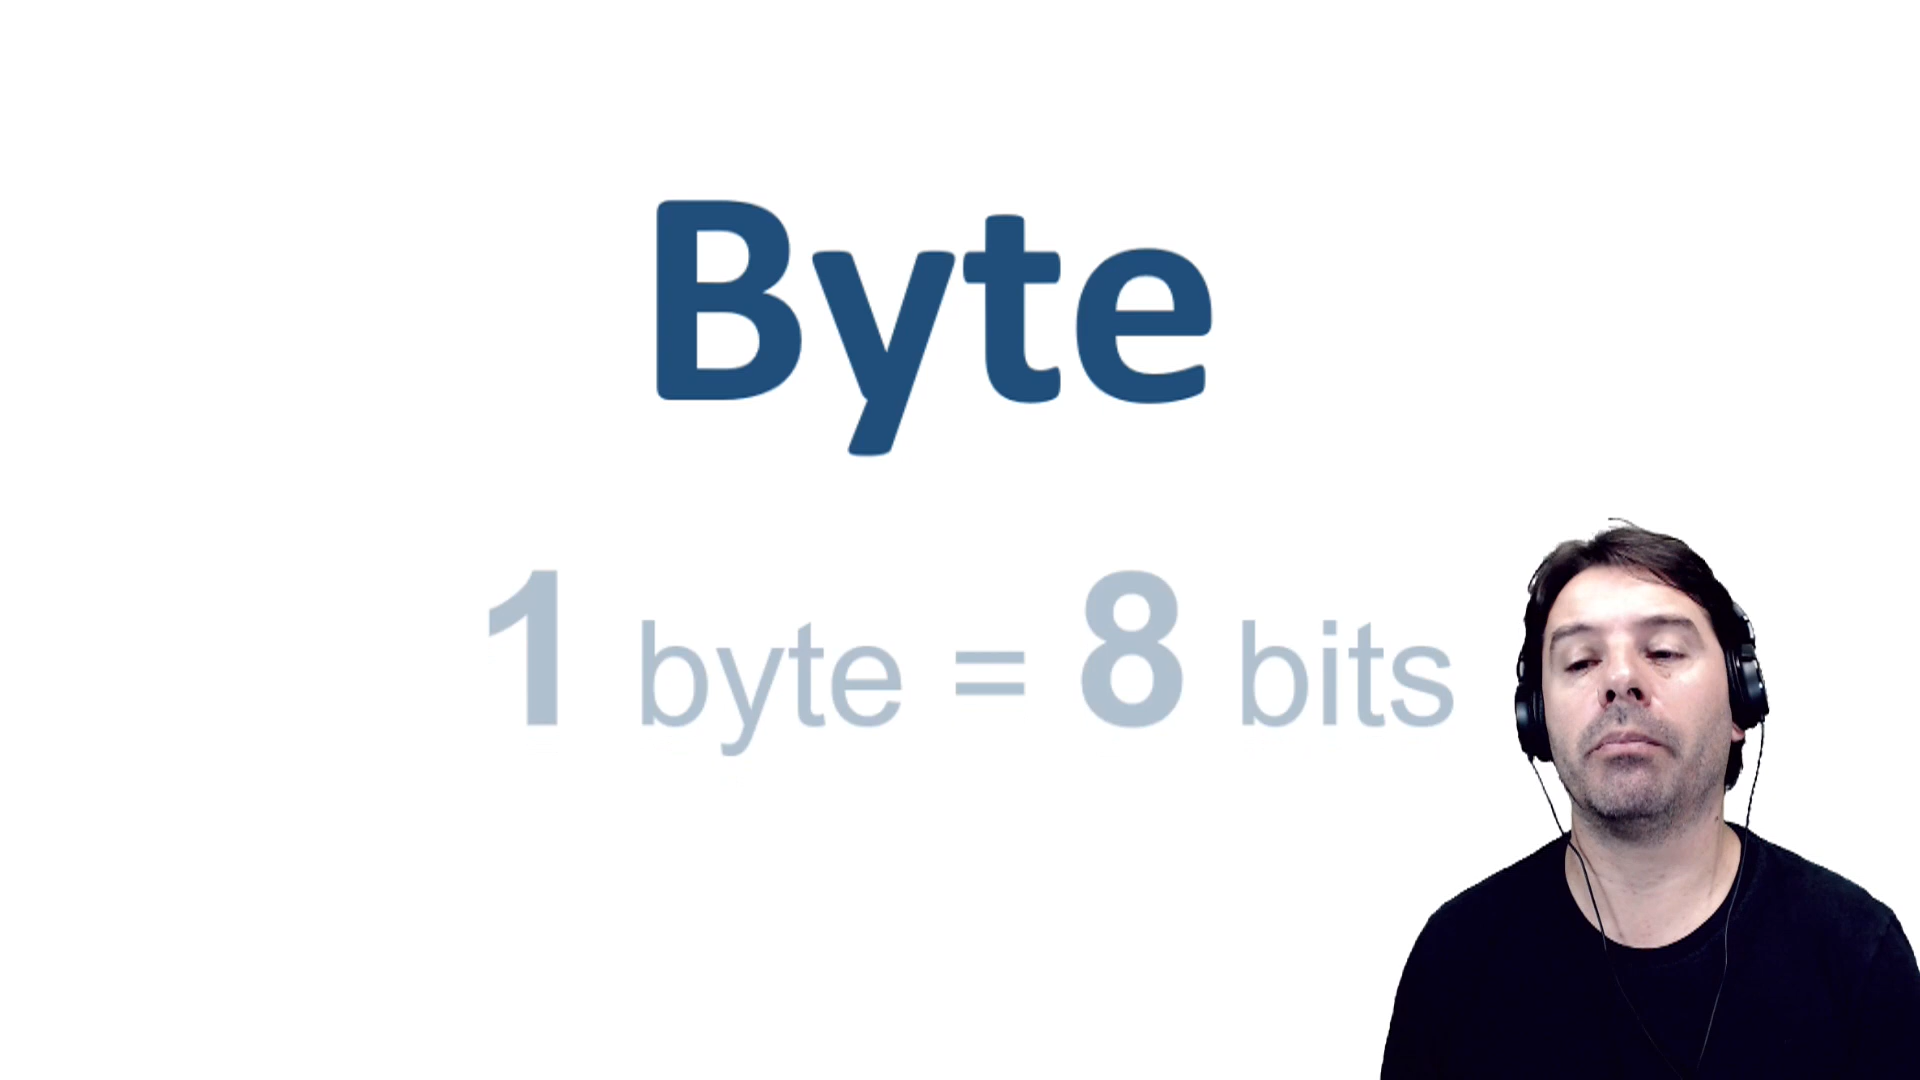 Byte
1 byte = 8 bits